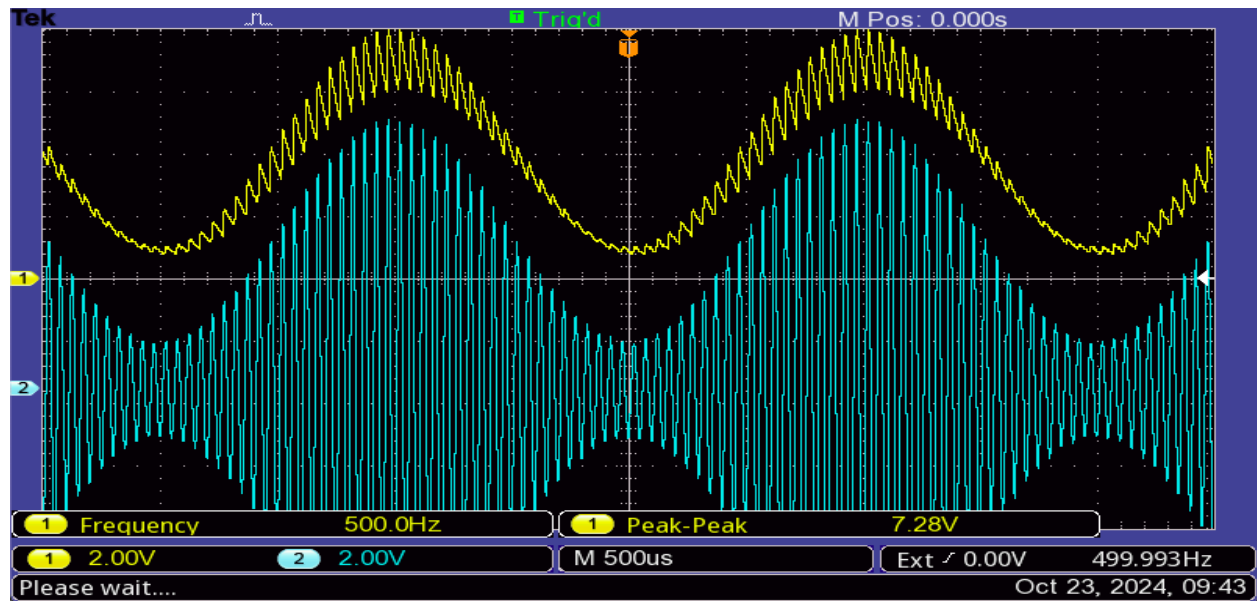 Tek T Trig'd M Pos: 0.000s
T
1
2
1 Frequency 500.0Hz 1 Peak-Peak 7.28V
1 2.00V 2 2.00V M 500us Ext / 0.00V 499.993Hz
Please wait.... Oct 23, 2024, 09:43